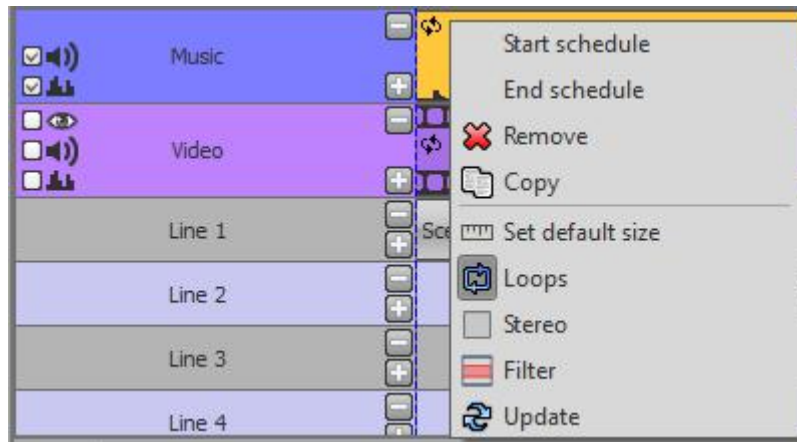 Music
Video
Line 1
Sce
Line 2
Line 3
Line 4
Start schedule
End schedule
Remove
Copy
Set default size
Loops
Stereo
Filter
Update